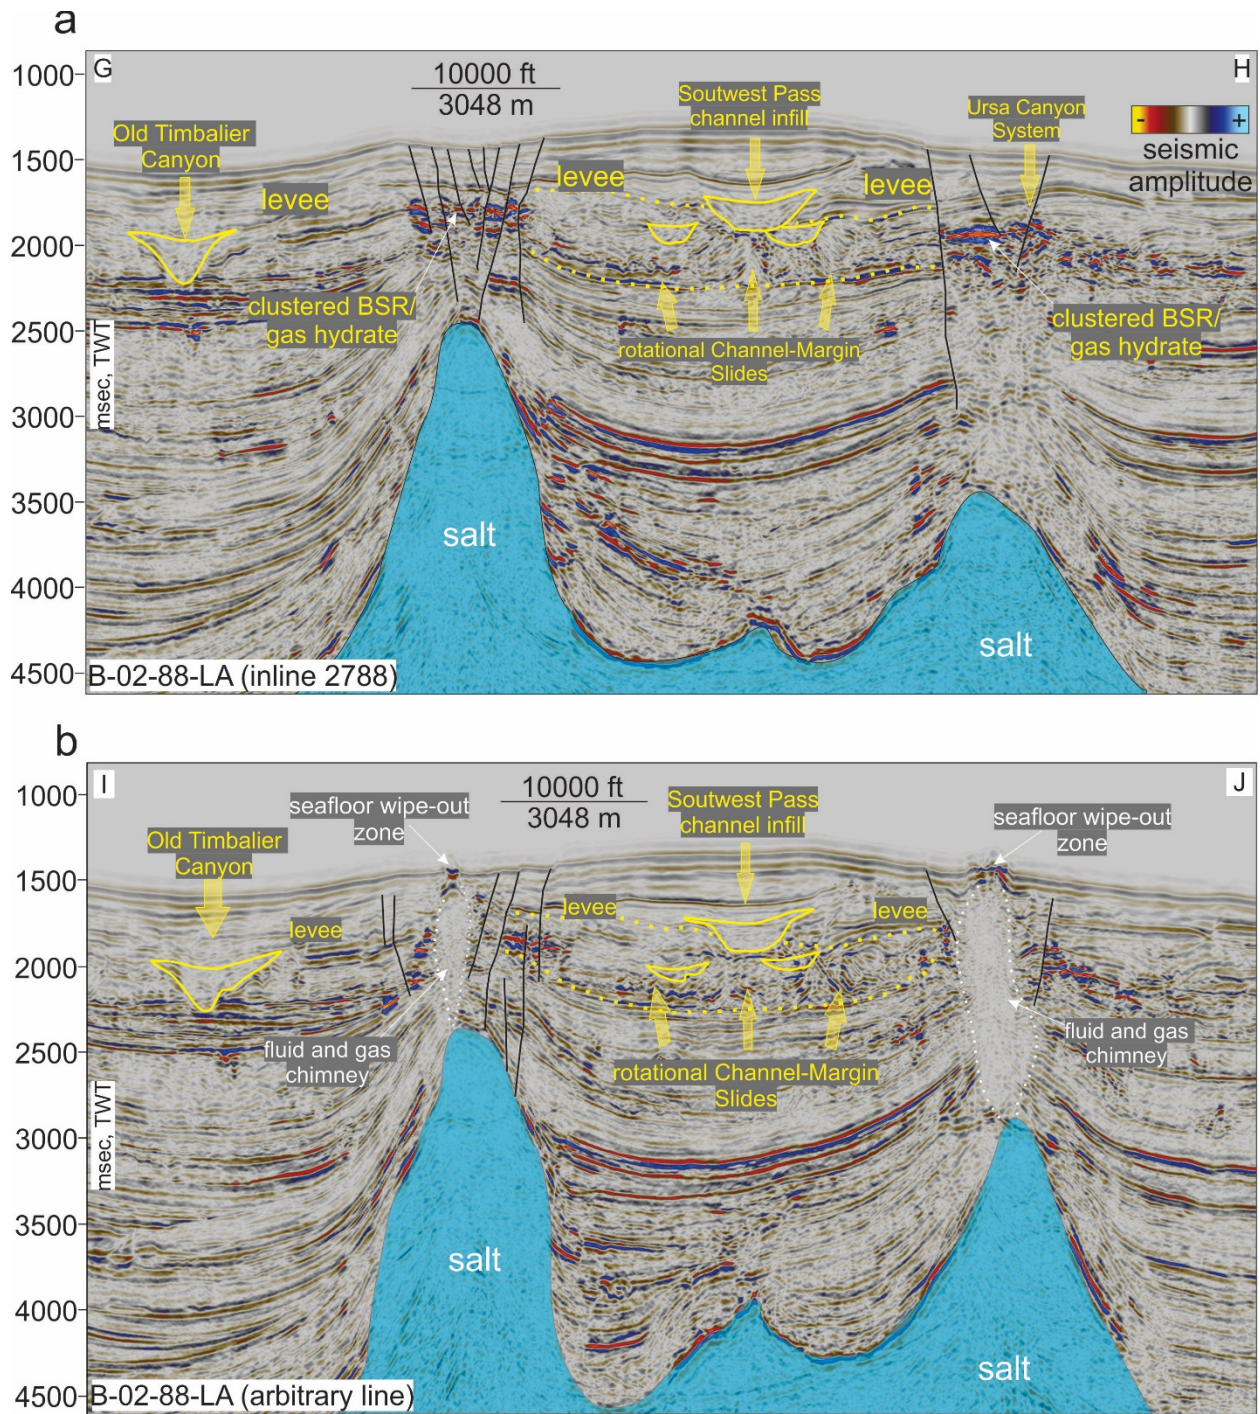 a
G
H
10000 ft
3048 m
Soutwest Pass
channel infill
Ursa Canyon
System
- +
seismic
amplitude
Old Timbalier
Canyon
levee
levee
levee
clustered BSR/
gas hydrate
clustered BSR/
gas hydrate
rotational Channel-Margin
Slides
1000
1500
2000
2500
3000
3500
4000
4500
msec, TWT
salt
salt
B-02-88-LA (inline 2788)
b
I
J
seafloor wipe-out
zone
10000 ft
3048 m
Soutwest Pass
channel infill
seafloor wipe-out
zone
Old Timbalier
Canyon
levee
levee
levee
fluid and gas
chimney
fluid and gas
chimney
rotational Channel-Margin
Slides
1000
1500
2000
2500
3000
3500
4000
4500
msec, TWT
salt
salt
B-02-88-LA (arbitrary line)